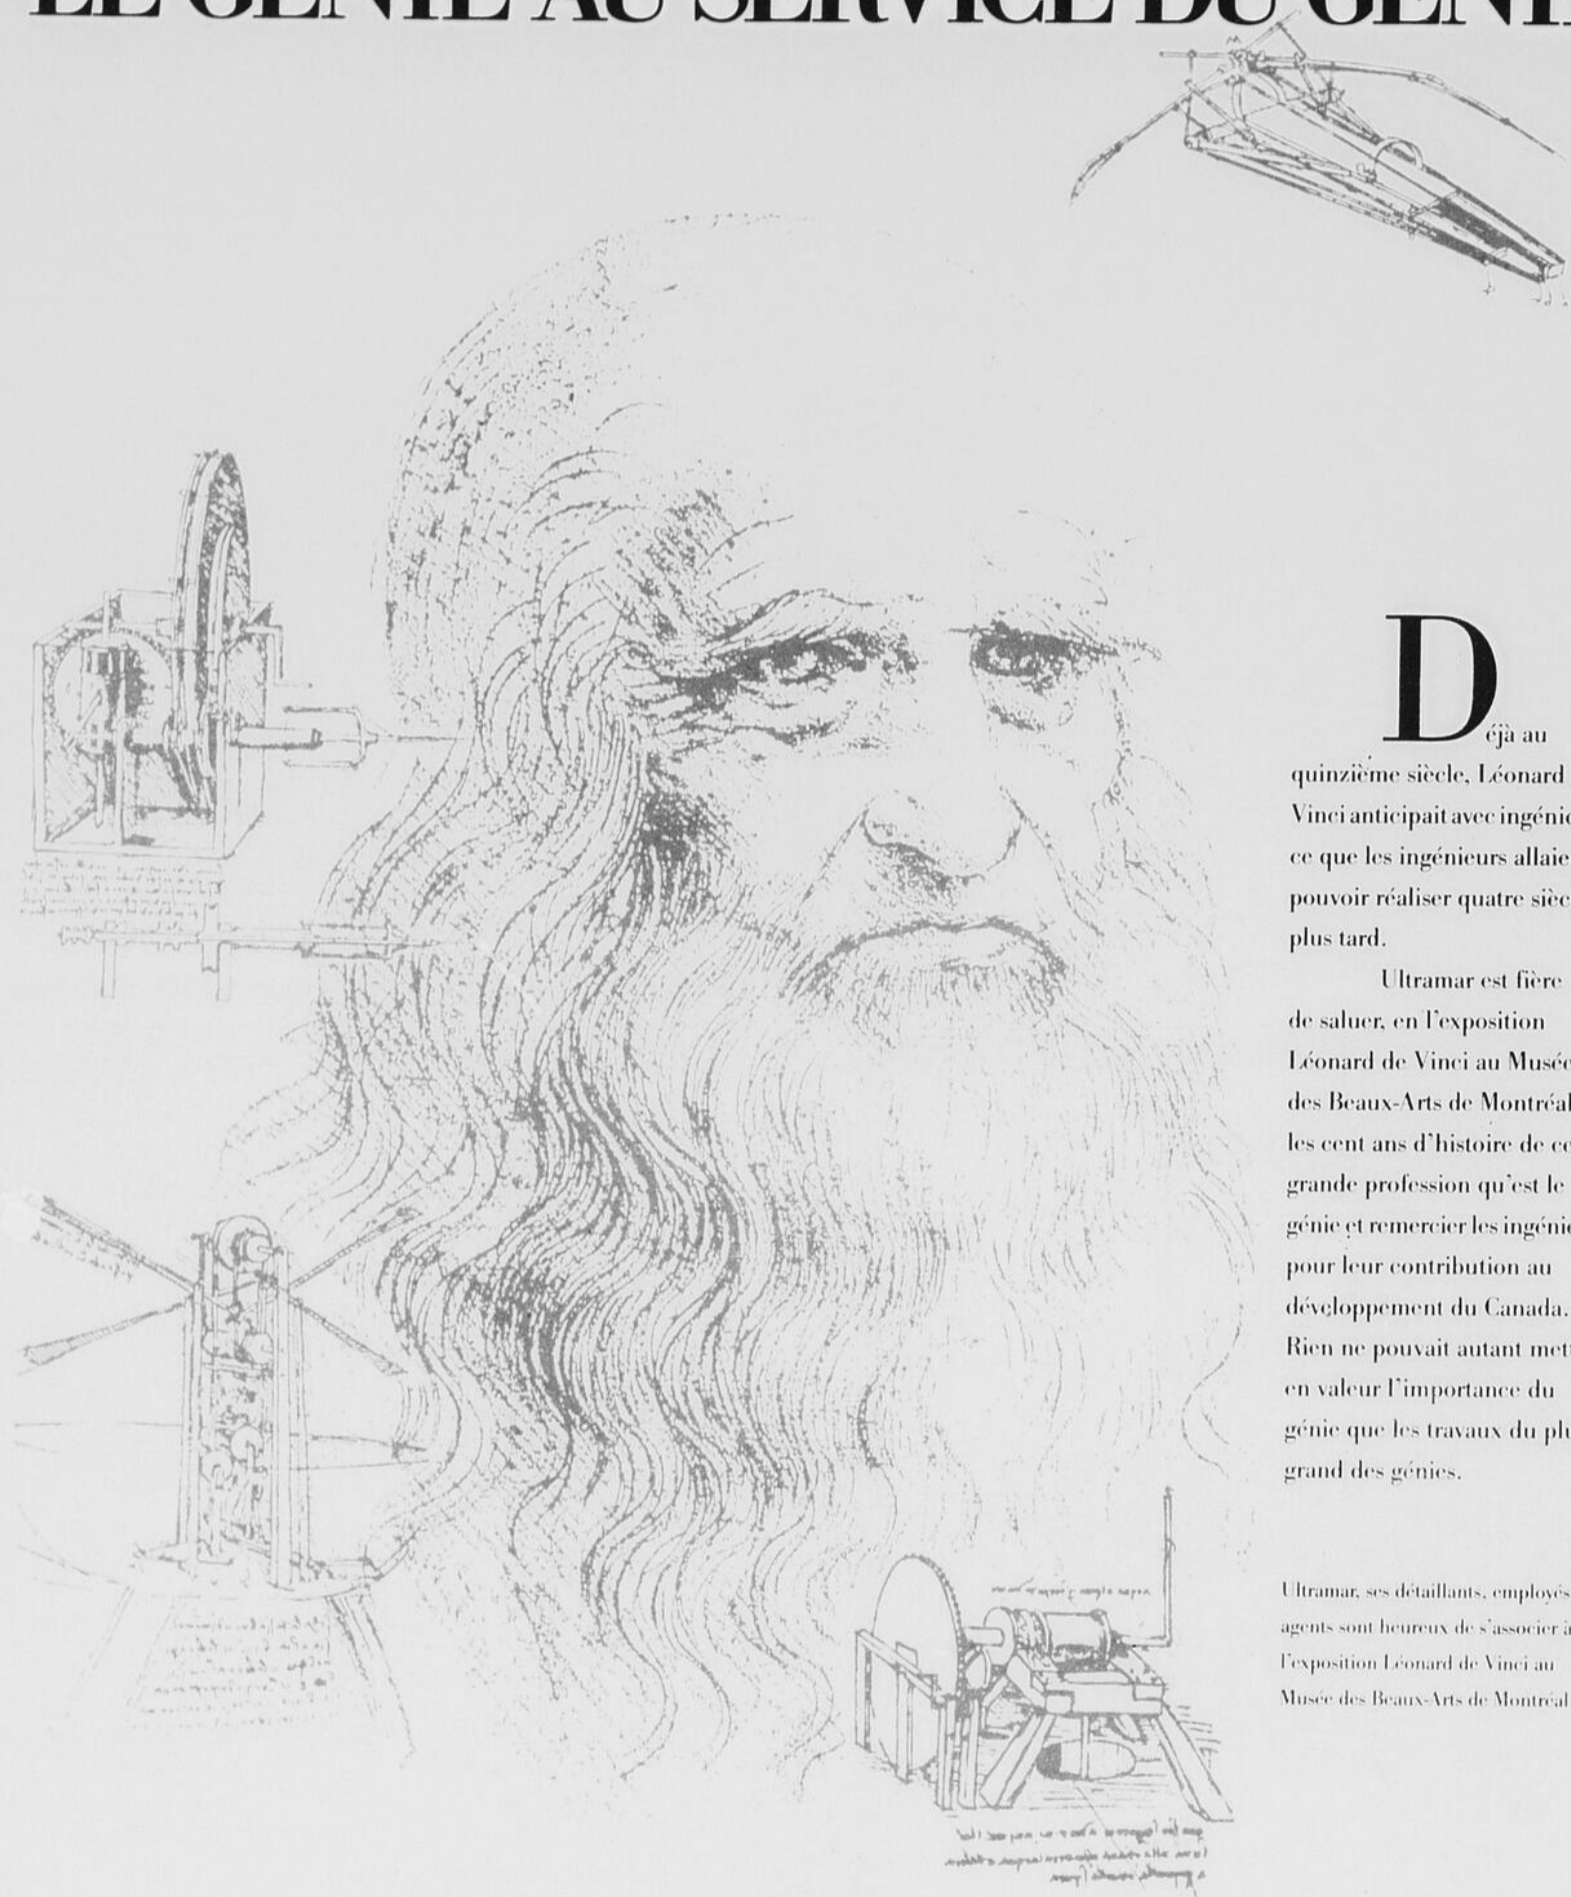 LE GÉNIE AU SERVICE DU GÉNIE
Déjà au
quinzième siècle, Léonard
Vinci anticipait avec ingénio
ce que les ingénieurs allaie
pouvoir réaliser quatre sièc
plus tard.
Ultramar est fière
de saluer, en l'exposition
Léonard de Vinci au Musée
des Beaux-Arts de Montréal
les cent ans d'histoire de ce
grande profession qu'est le
génie et remercier les ingénie
pour leur contribution au
développement du Canada.
Rien ne pouvait autant mett
en valeur l'importance du
génie que les travaux du plu
grand des génies.
Ultramar, ses détaillants, employés
agents sont heureux de s'associer à
l'exposition Léonard de Vinci au
Musée des Beaux-Arts de Montréal